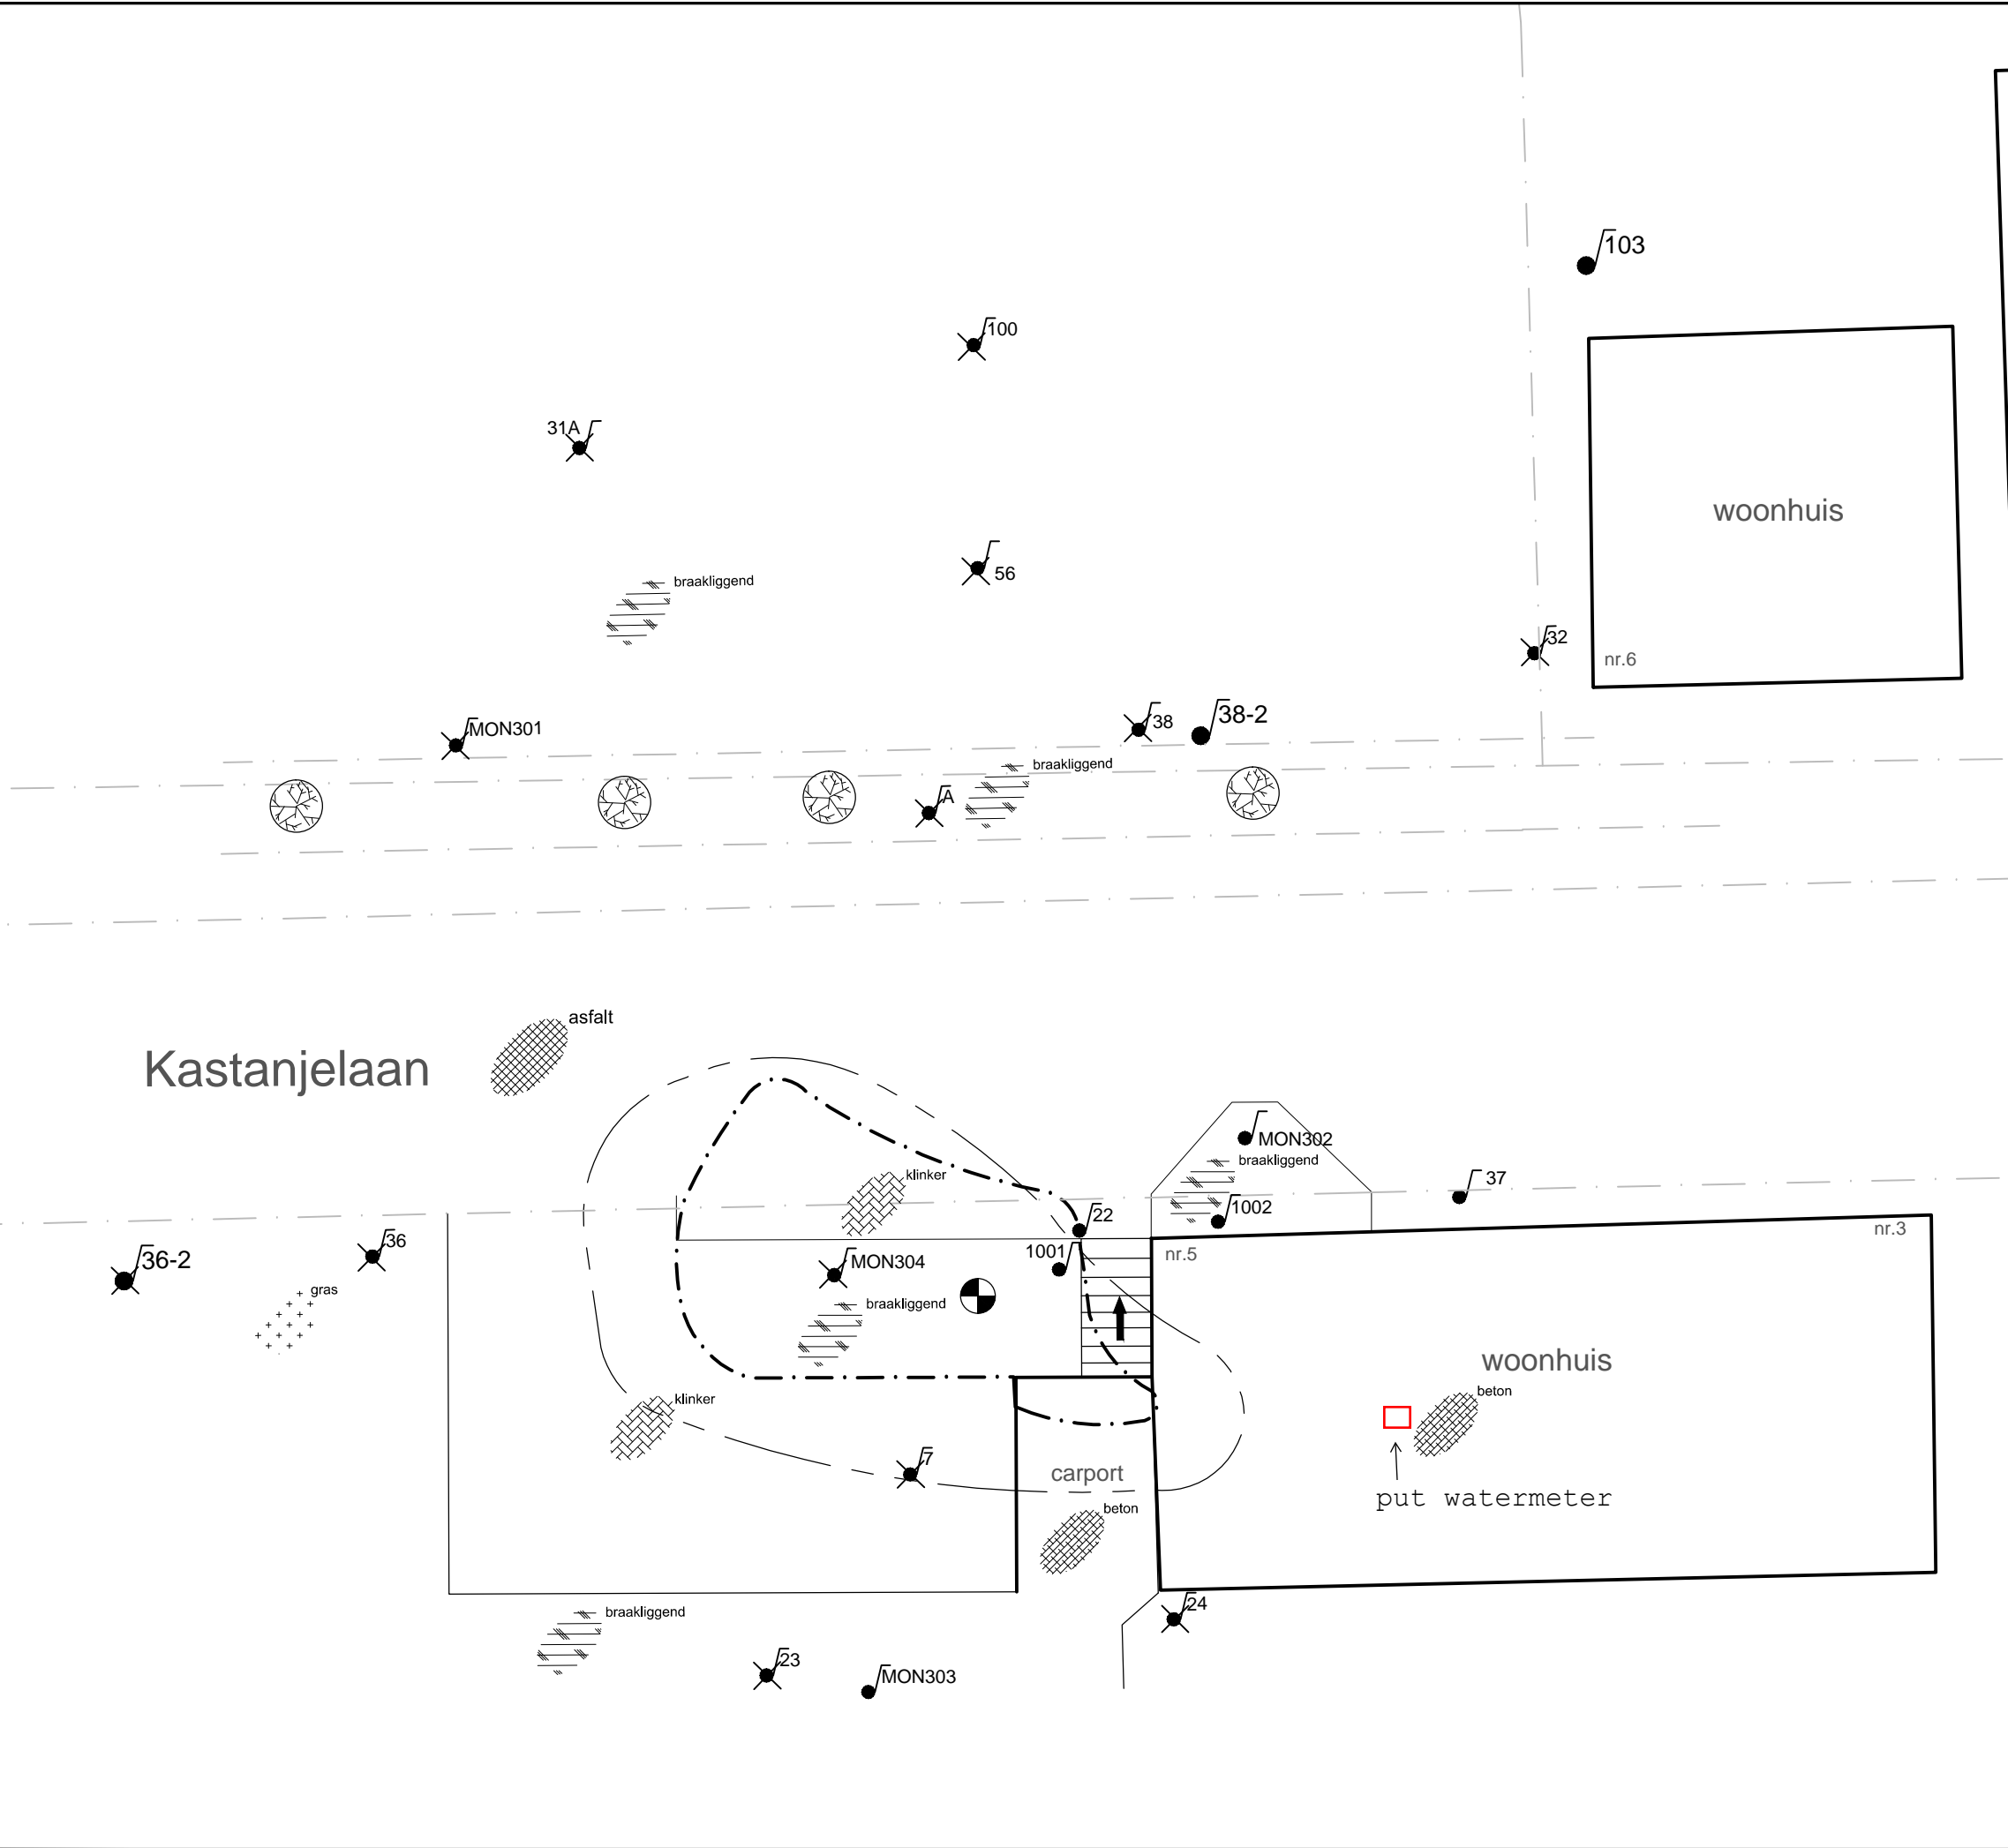 103
100
31A
woonhuis
56
braakliggend
32
nr.6
38-2
38
MON301
braakliggend
A
asfalt
Kastanjelaan
MON302
braakliggend
klinker
37
1002
22
nr.3
36
1001
nr.5
36-2
MON304
gras
braakliggend
woonhuis
beton
klinker
7
carport
put watermeter
beton
24
braakliggend
23
MON303